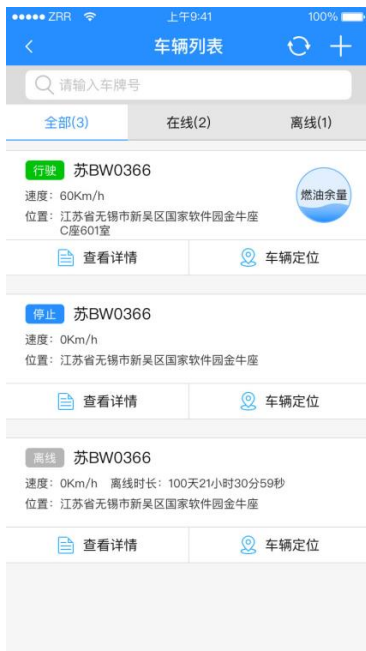 ZRR 上午9:41 100%
车辆列表
请输入车牌号
全部(3) 在线(2) 离线(1)
行驶 苏BW0366
速度：60Km/h
燃油余量
位置：江苏省无锡市新吴区国家软件园金牛座
C座601室
查看详情 车辆定位
停止 苏BW0366
速度：0Km/h
位置：江苏省无锡市新吴区国家软件园金牛座
查看详情 车辆定位
离线 苏BW0366
速度：0Km/h 离线时长：100天21小时30分59秒
位置：江苏省无锡市新吴区国家软件园金牛座
查看详情 车辆定位